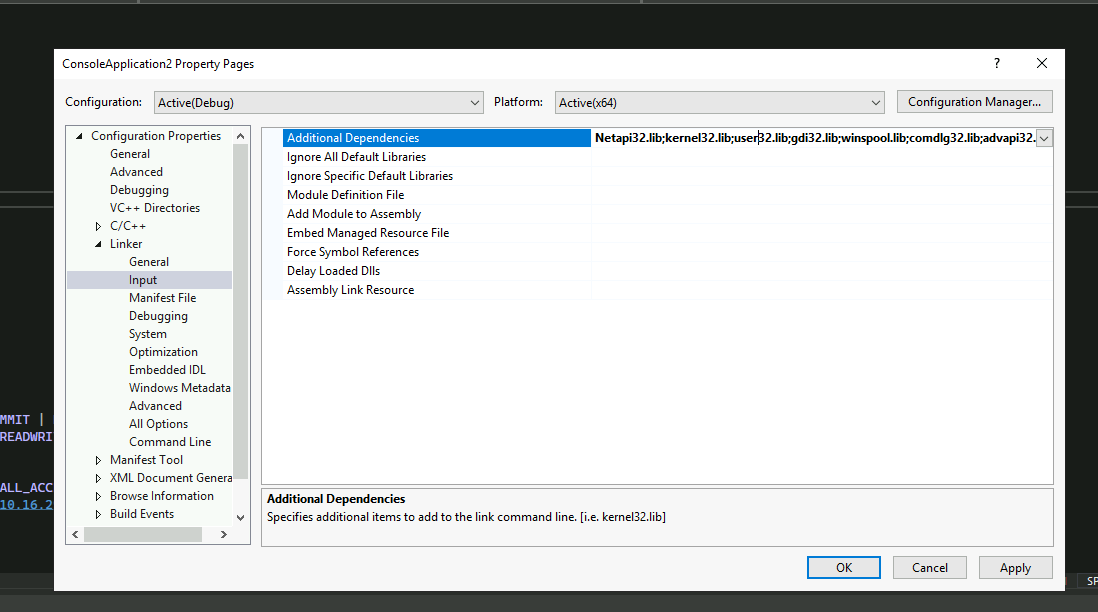 ConsoleApplication2 Property Pages
?
Configuration: Active(Debug) Platform: Active(x64) Configuration Manager...
Configuration Properties
General
Advanced
Debugging
VC++ Directories
C/C++
Linker
General
Input
Manifest File
Debugging
System
Optimization
Embedded IDL
Windows Metadata
Advanced
All Options
Command Line
Manifest Tool
XML Document Genera
Browse Information
Build Events
Additional Dependencies Netapi32.lib;kernel32.lib;user32.lib;gdi32.lib;winspool.lib;comdlg32.lib;advapi32.
Ignore All Default Libraries
Ignore Specific Default Libraries
Module Definition File
Add Module to Assembly
Embed Managed Resource File
Force Symbol References
Delay Loaded Dlls
Assembly Link Resource
Additional Dependencies
Specifies additional items to add to the link command line. [i.e. kernel32.lib]
OK Cancel Apply
MMIT |
READWRI
ALL_ACC
10.16.2
SP